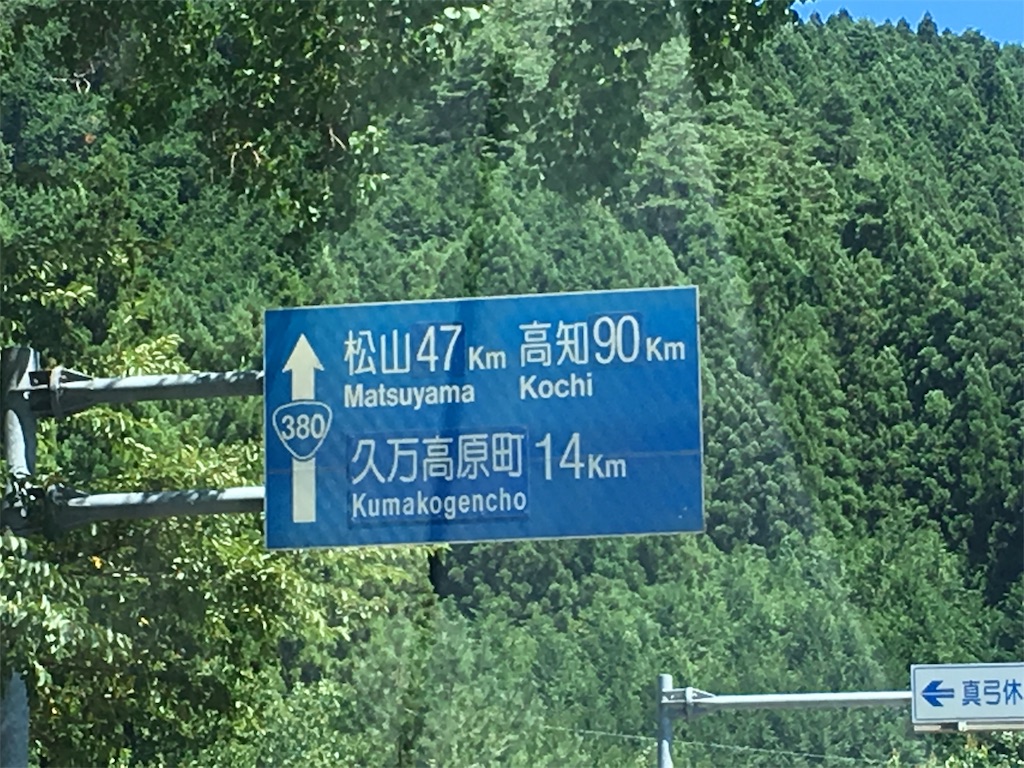 松山47Km 高知90Km
Matsuyama Kochi
380
久万高原町 14Km
Kumakogencho
真弓休